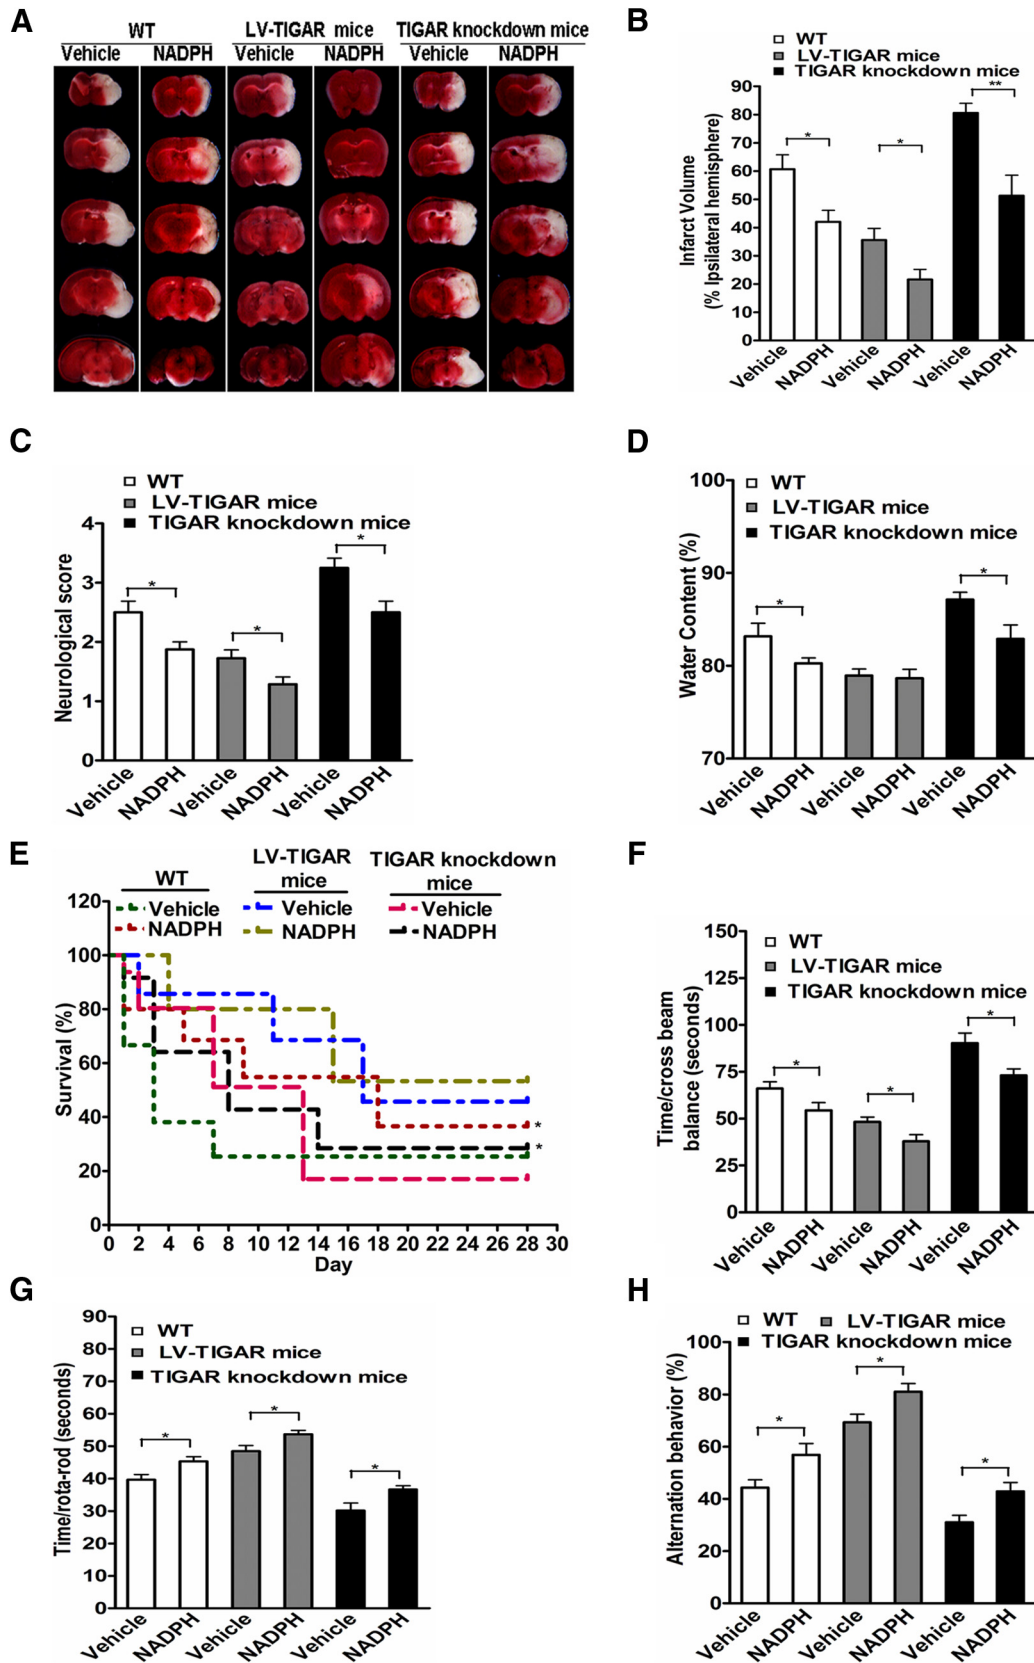 A
WT
LV-TIGAR mice
TIGAR knockdown mice
Vehicle NADPH Vehicle NADPH Vehicle NADPH
B
WT
LV-TIGAR mice
TIGAR knockdown mice
Infarct Volume
(% Ipsilateral hemisphere)
90
80
70
60
50
40
30
20
10
0
*
*
**
Vehicle
NADPH
Vehicle
NADPH
Vehicle
NADPH
C
WT
LV-TIGAR mice
TIGAR knockdown mice
Neurological score
4
3
2
1
0
*
*
*
Vehicle
NADPH
Vehicle
NADPH
Vehicle
NADPH
D
WT
LV-TIGAR mice
TIGAR knockdown mice
Water Content (%)
100
90
80
70
*
*
Vehicle
NADPH
Vehicle
NADPH
Vehicle
NADPH
E
WT
LV-TIGAR
mice
TIGAR knockdown
mice
Vehicle Vehicle Vehicle
NADPH NADPH NADPH
Survival (%)
120
100
80
60
40
20
0
*
*
0 2 4 6 8 10 12 14 16 18 20 22 24 26 28 30
Day
F
WT
LV-TIGAR mice
TIGAR knockdown mice
Time/cross beam
balance (seconds)
150
125
100
75
50
25
0
*
*
*
Vehicle
NADPH
Vehicle
NADPH
Vehicle
NADPH
G
WT
LV-TIGAR mice
TIGAR knockdown mice
Time/rota-rod (seconds)
90
80
70
60
50
40
30
20
10
0
*
*
*
Vehicle
NADPH
Vehicle
NADPH
Vehicle
NADPH
H
WT LV-TIGAR mice
TIGAR knockdown mice
Alternation behavior (%)
100
80
60
40
20
0
*
*
*
Vehicle
NADPH
Vehicle
NADPH
Vehicle
NADPH